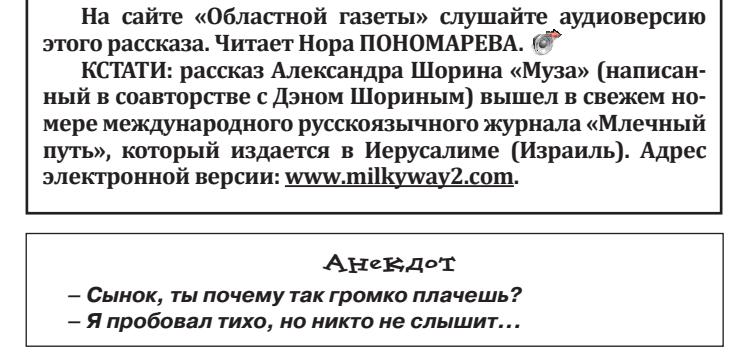 На сайте «Областной газеты» слушайте аудиоверсию
этого рассказа. Читает Нора ПОНОМАРЕВА.
КСТАТИ: рассказ Александра Шорина «Муза» (написан-
ный в соавторстве с Дэном Шориным) вышел в свежем но-
мере международного русскоязычного журнала «Млечный
путь», который издается в Иерусалиме (Израиль). Адрес
электронной версии: www.milkyway2.com.
Анекдот
– Сынок, ты почему так громко плачешь?
– Я пробовал тихо, но никто не слышит...